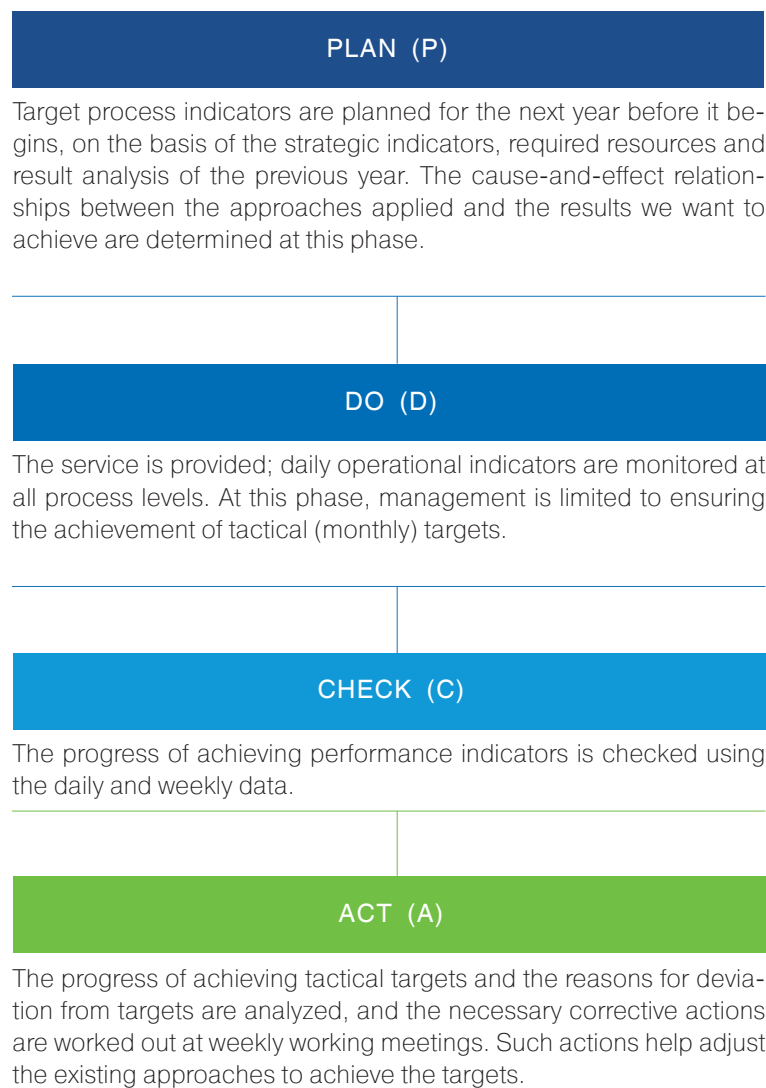 PLAN (P)
Target process indicators are planned for the next year before it be-
gins, on the basis of the strategic indicators, required resources and
result analysis of the previous year. The cause-and-effect relation-
ships between the approaches applied and the results we want to
achieve are determined at this phase.
DO (D)
The service is provided; daily operational indicators are monitored at
all process levels. At this phase, management is limited to ensuring
the achievement of tactical (monthly) targets.
CHECK (C)
The progress of achieving performance indicators is checked using
the daily and weekly data.
ACT (A)
The progress of achieving tactical targets and the reasons for devia-
tion from targets are analyzed, and the necessary corrective actions
are worked out at weekly working meetings. Such actions help adjust
the existing approaches to achieve the targets.